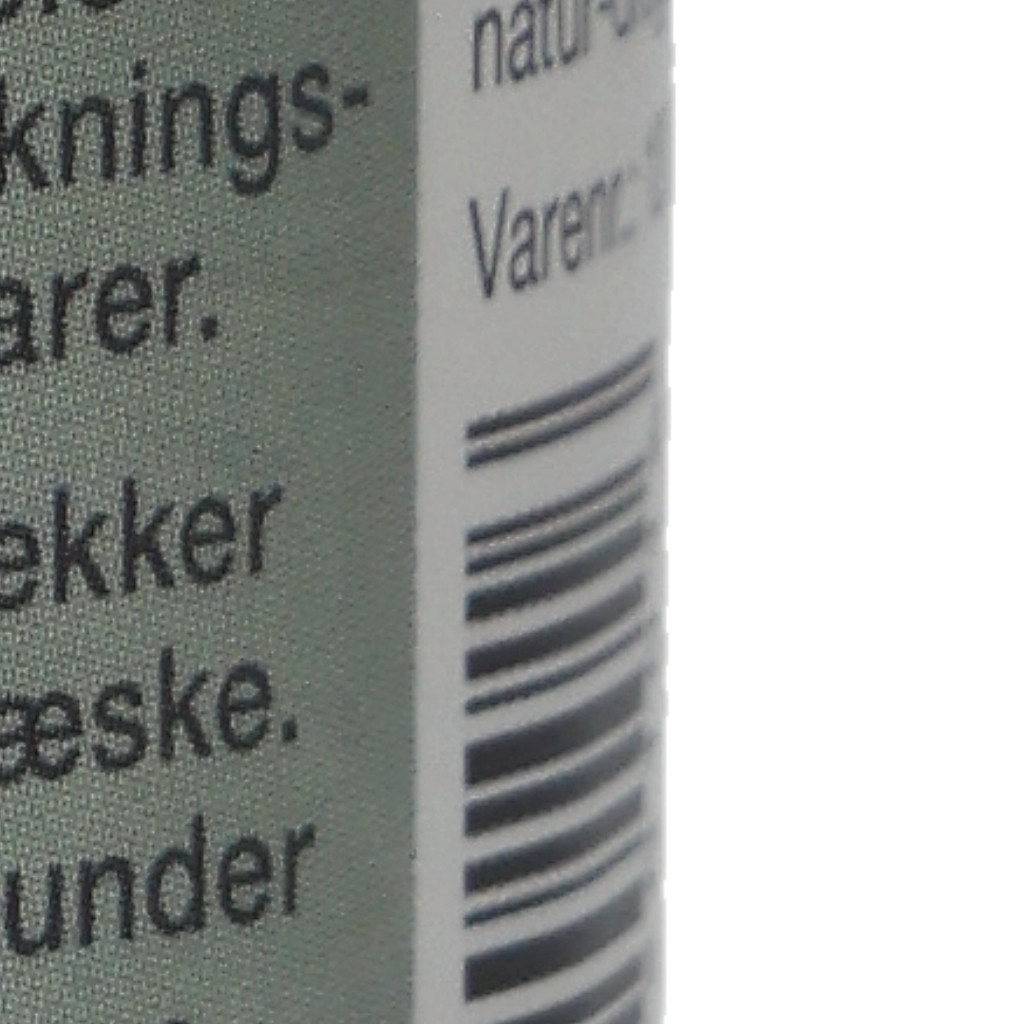 knings-
arer.
ekker
æske.
under
natur-
Varenr.: